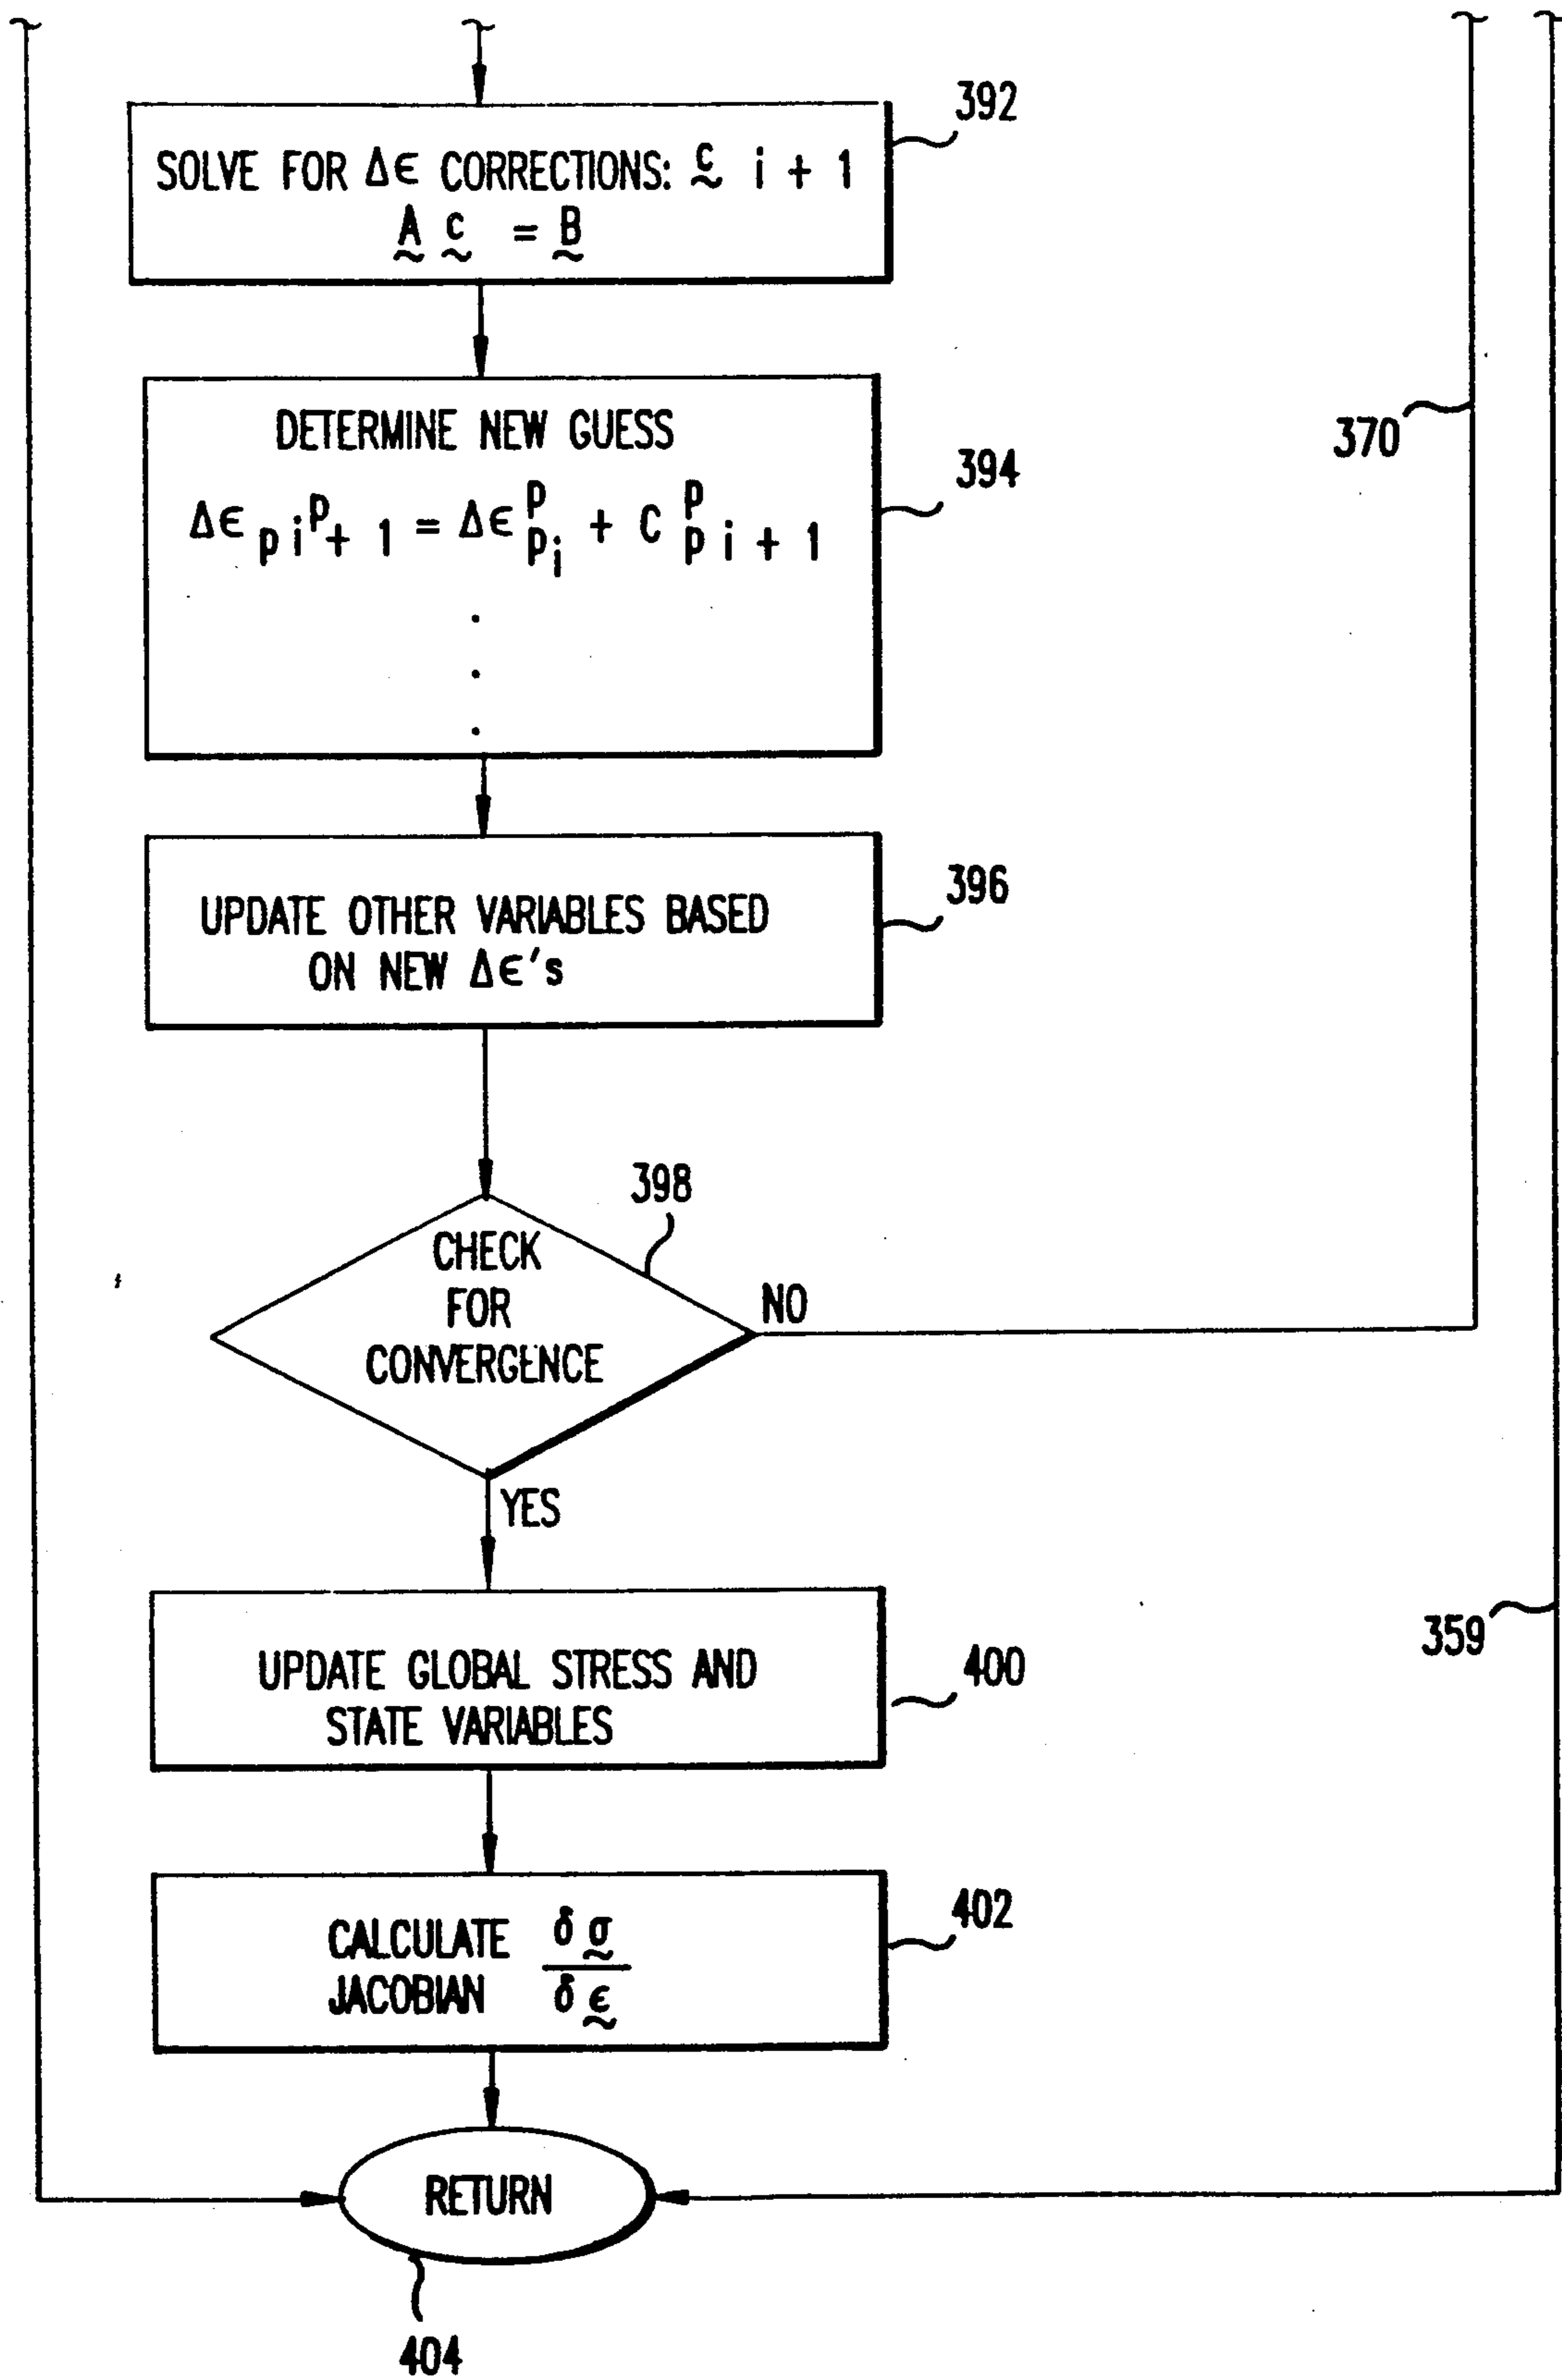 392
SOLVE FOR Δϵ CORRECTIONS: c̰ i + 1
A̰ c̰ = B̰
DETERMINE NEW GUESS
394
Δϵ p i p + 1 = Δϵ p p i + C p p i + 1
.
.
.
370
396
UPDATE OTHER VARIABLES BASED
ON NEW Δϵ's
398
CHECK
FOR
CONVERGENCE
NO
YES
359
400
UPDATE GLOBAL STRESS AND
STATE VARIABLES
402
CALCULATE δ σ̰
JACOBIAN δ ϵ̰
RETURN
404